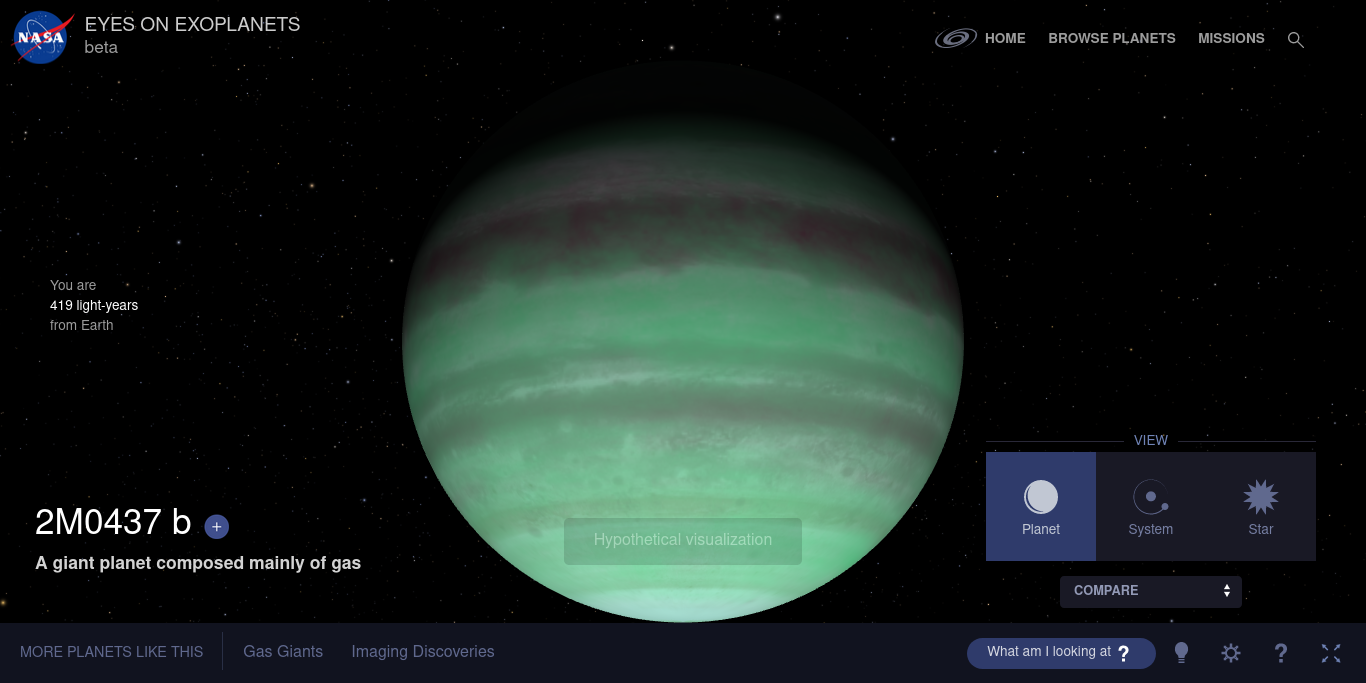 NASA
EYES ON EXOPLANETS
beta
HOME
BROWSE PLANETS
MISSIONS
You are
419 light-years
from Earth
2M0437 b +
A giant planet composed mainly of gas
Hypothetical visualization
VIEW
Planet
System
Star
COMPARE
MORE PLANETS LIKE THIS
Gas Giants
Imaging Discoveries
What am I looking at ?
?